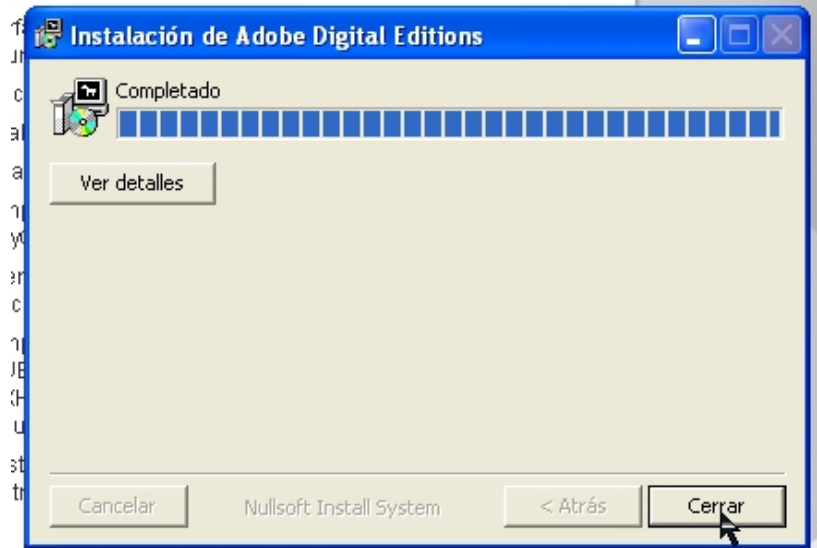 Instalación de Adobe Digital Editions
Completado
Ver detalles
Cancelar
Nullsoft Install System
< Atrás
Cerrar